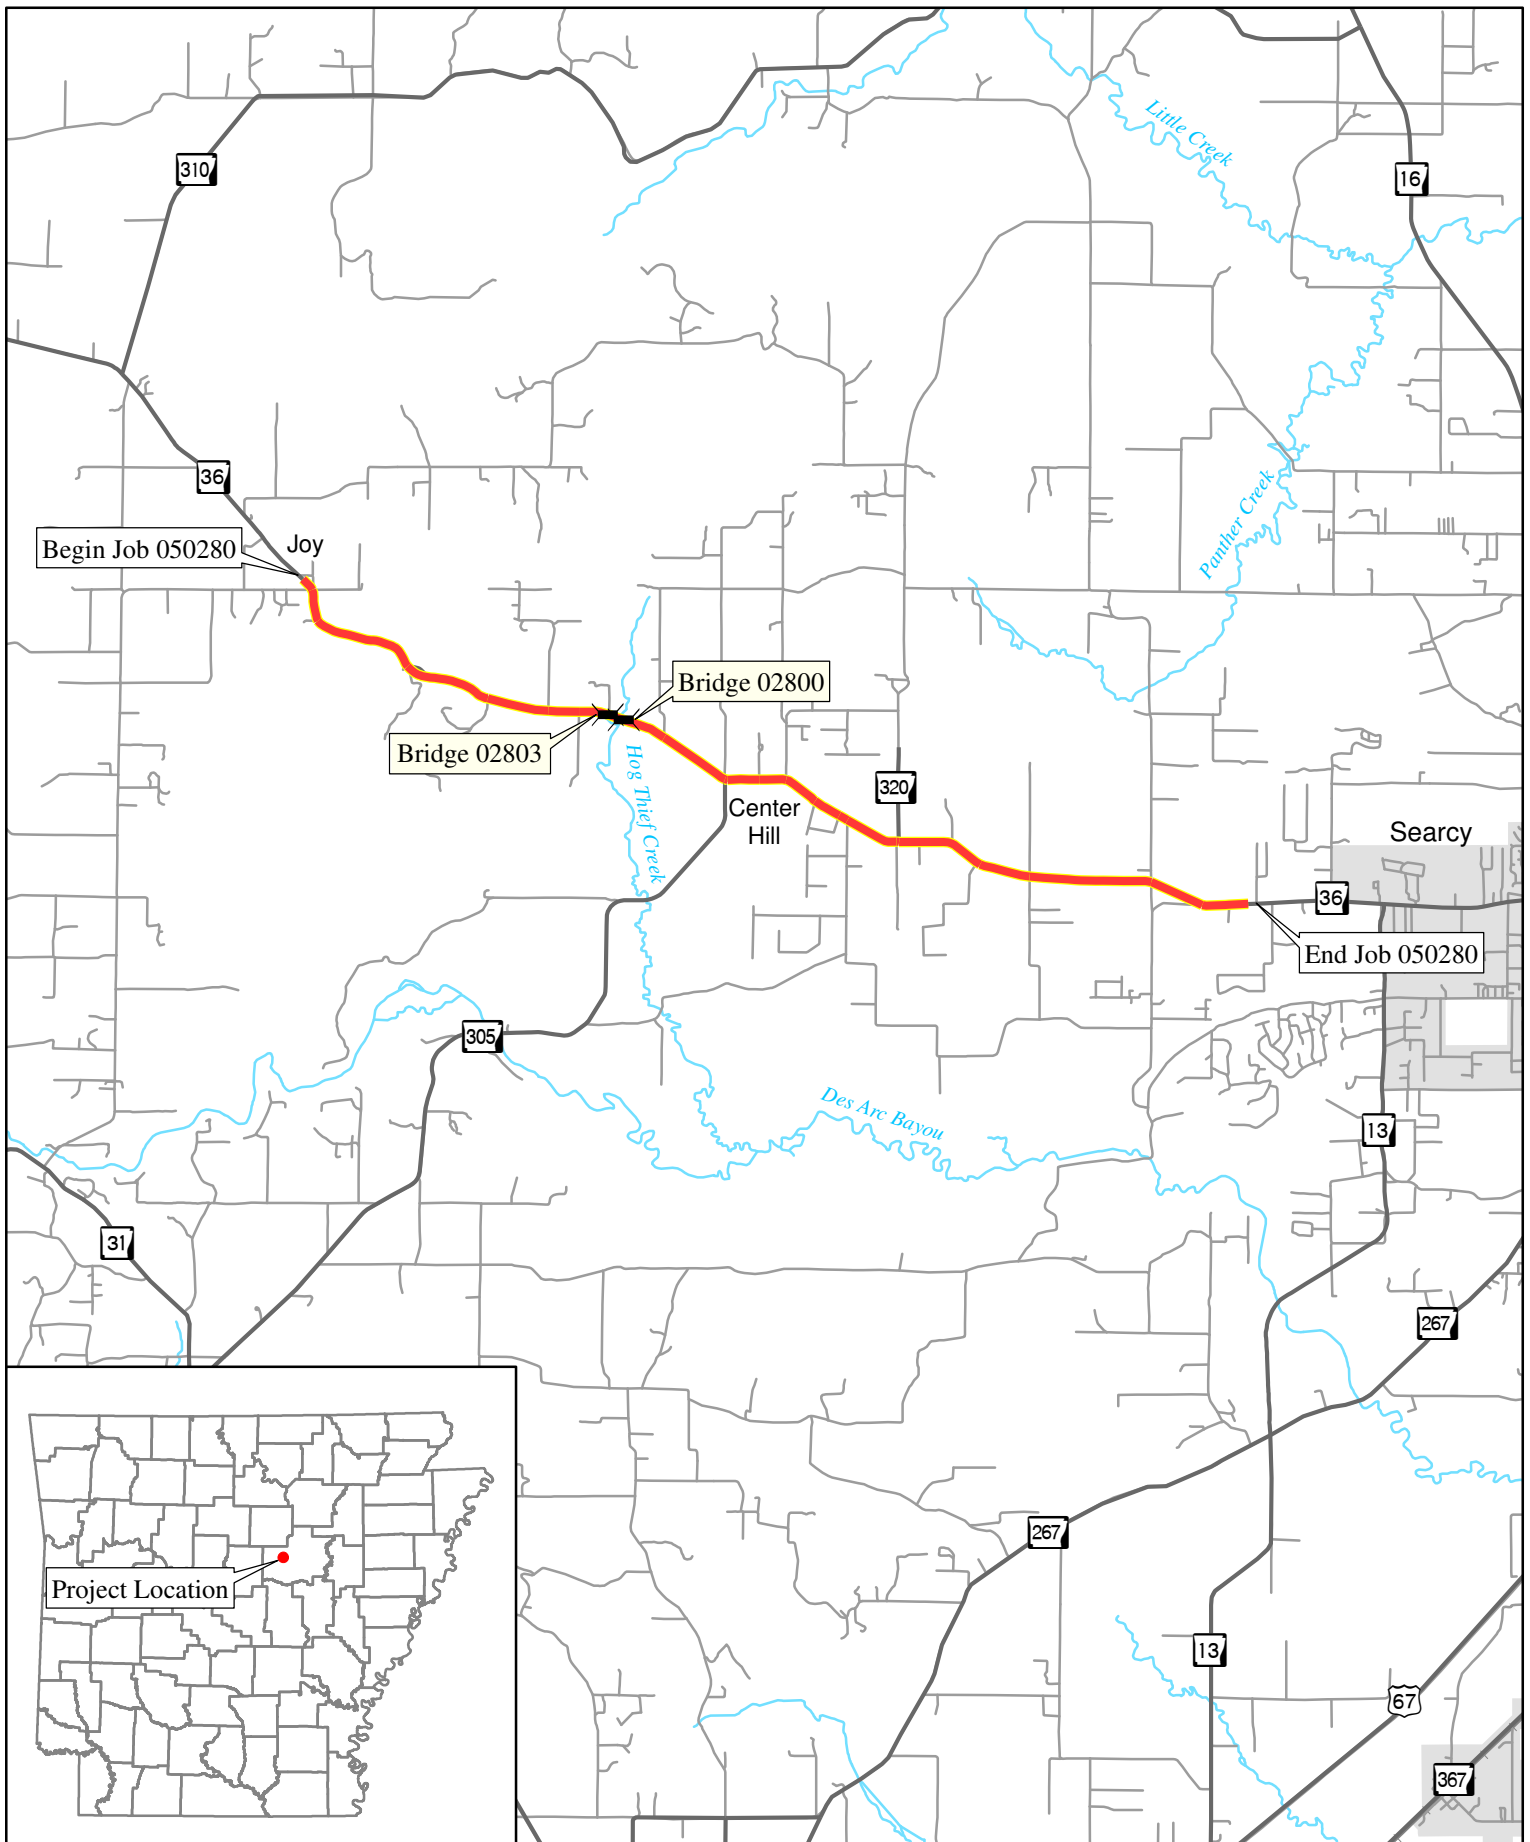 Little Creek
310
16
36
Panther Creek
Begin Job 050280
Joy
Bridge 02800
Bridge 02803
Hog Thief Creek
320
Center
Hill
Searcy
36
End Job 050280
305
Des Arc Bayou
13
31
267
267
Project Location
13
67
367